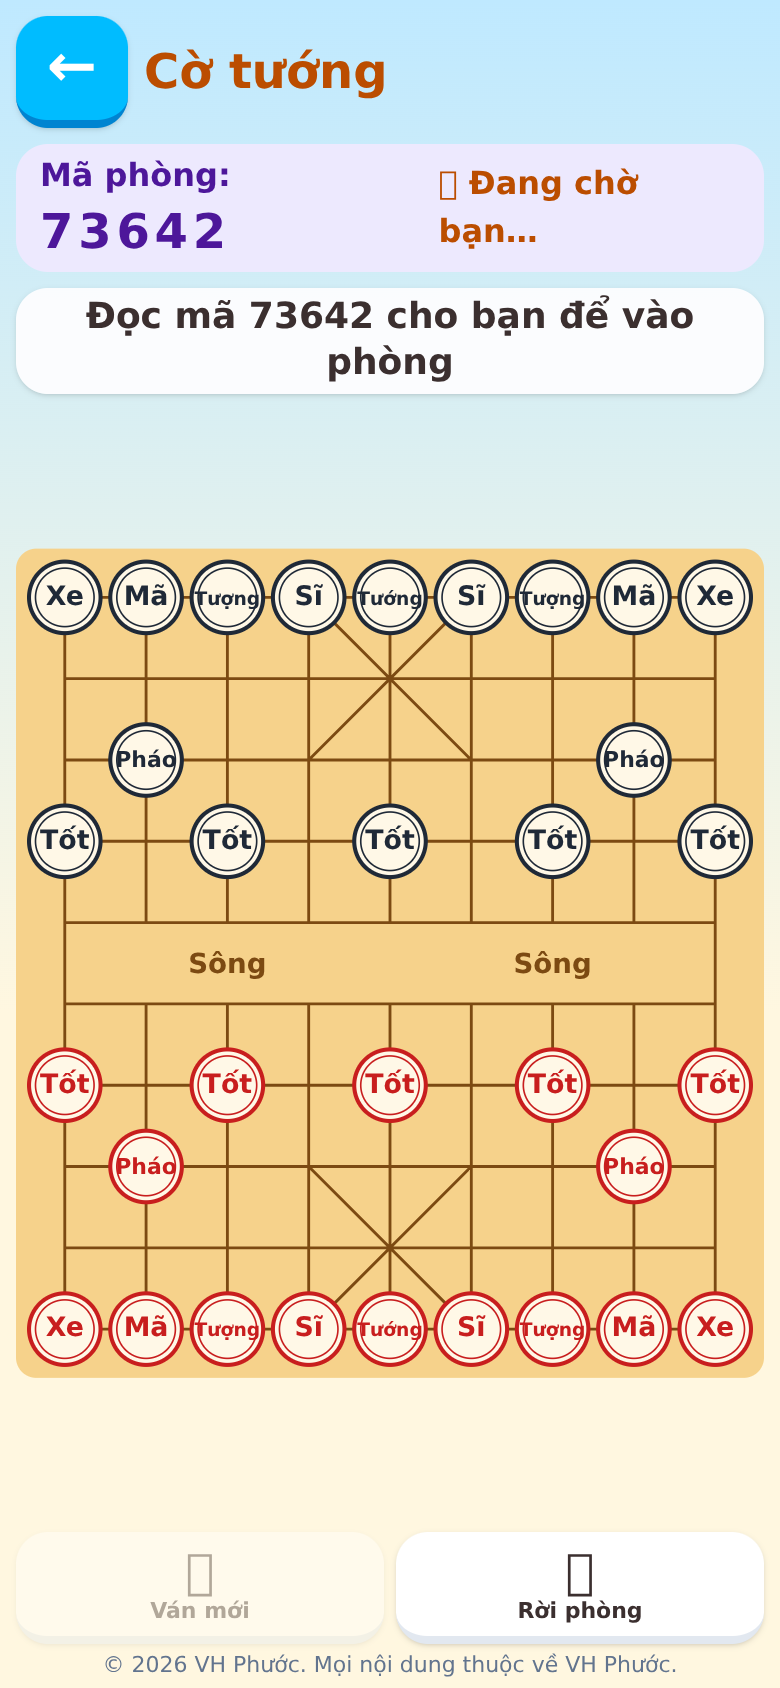 ←
Cờ tướng
Mã phòng:
73642
Đang chờ
bạn…
Đọc mã 73642 cho bạn để vào
phòng
Xe Mã Tượng Sĩ Tướng Sĩ Tượng Mã Xe
Pháo Pháo
Tốt Tốt Tốt Tốt Tốt
Sông Sông
Tốt Tốt Tốt Tốt Tốt
Pháo Pháo
Xe Mã Tượng Sĩ Tướng Sĩ Tượng Mã Xe
Ván mới
Rời phòng
© 2026 VH Phước. Mọi nội dung thuộc về VH Phước.